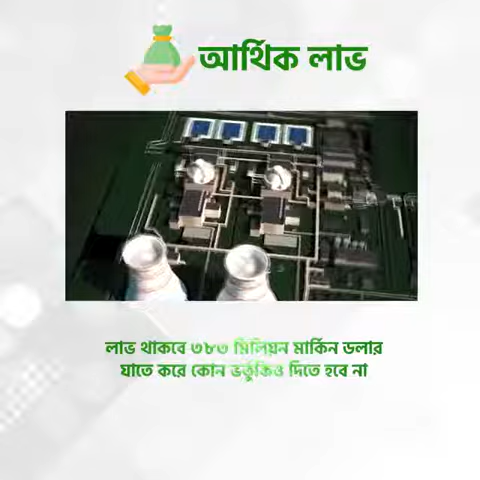 আর্থিক লাভ
লাভ থাকবে ৩৮৩ মিলিয়ন মার্কিন ডলার
যাতে করে কোন ভর্তুকিও দিতে হবে না